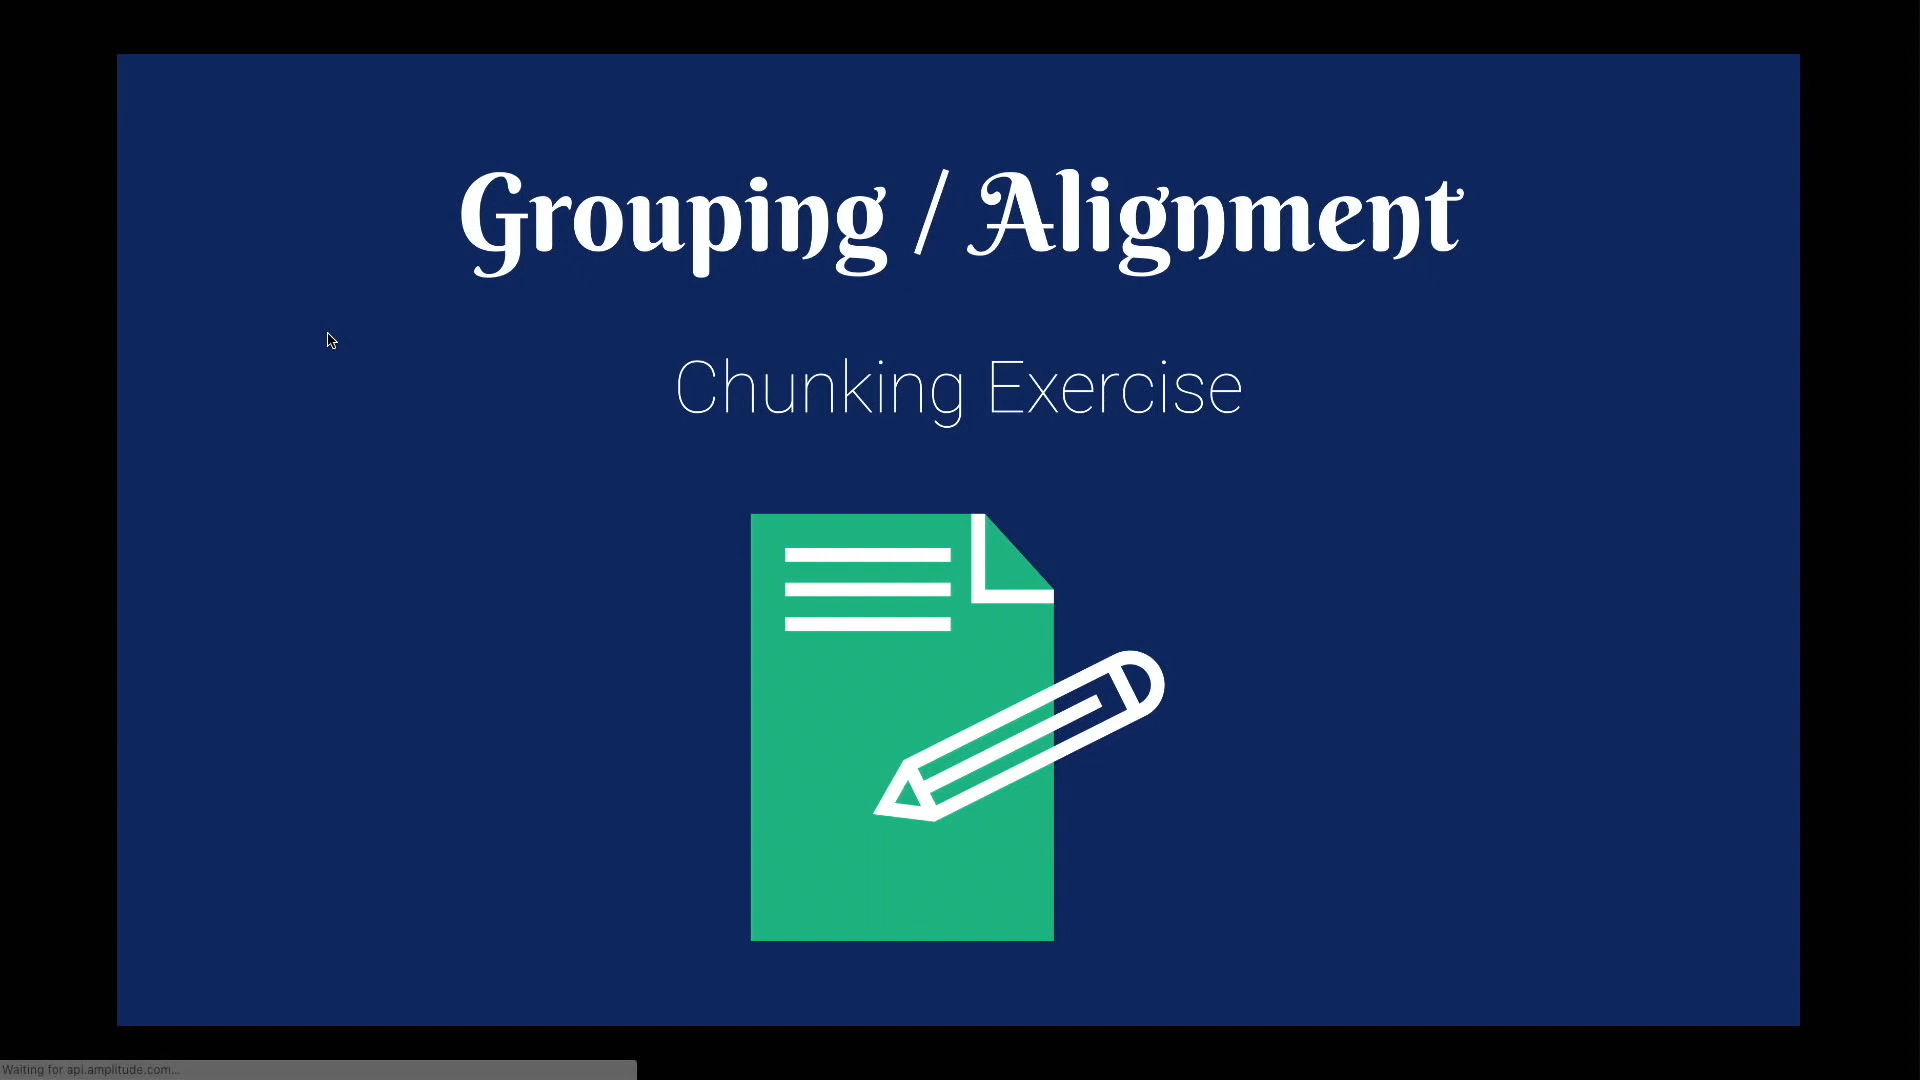 Grouping / Alignment
Chunking Exercise
Waiting for api.amplitude.com...